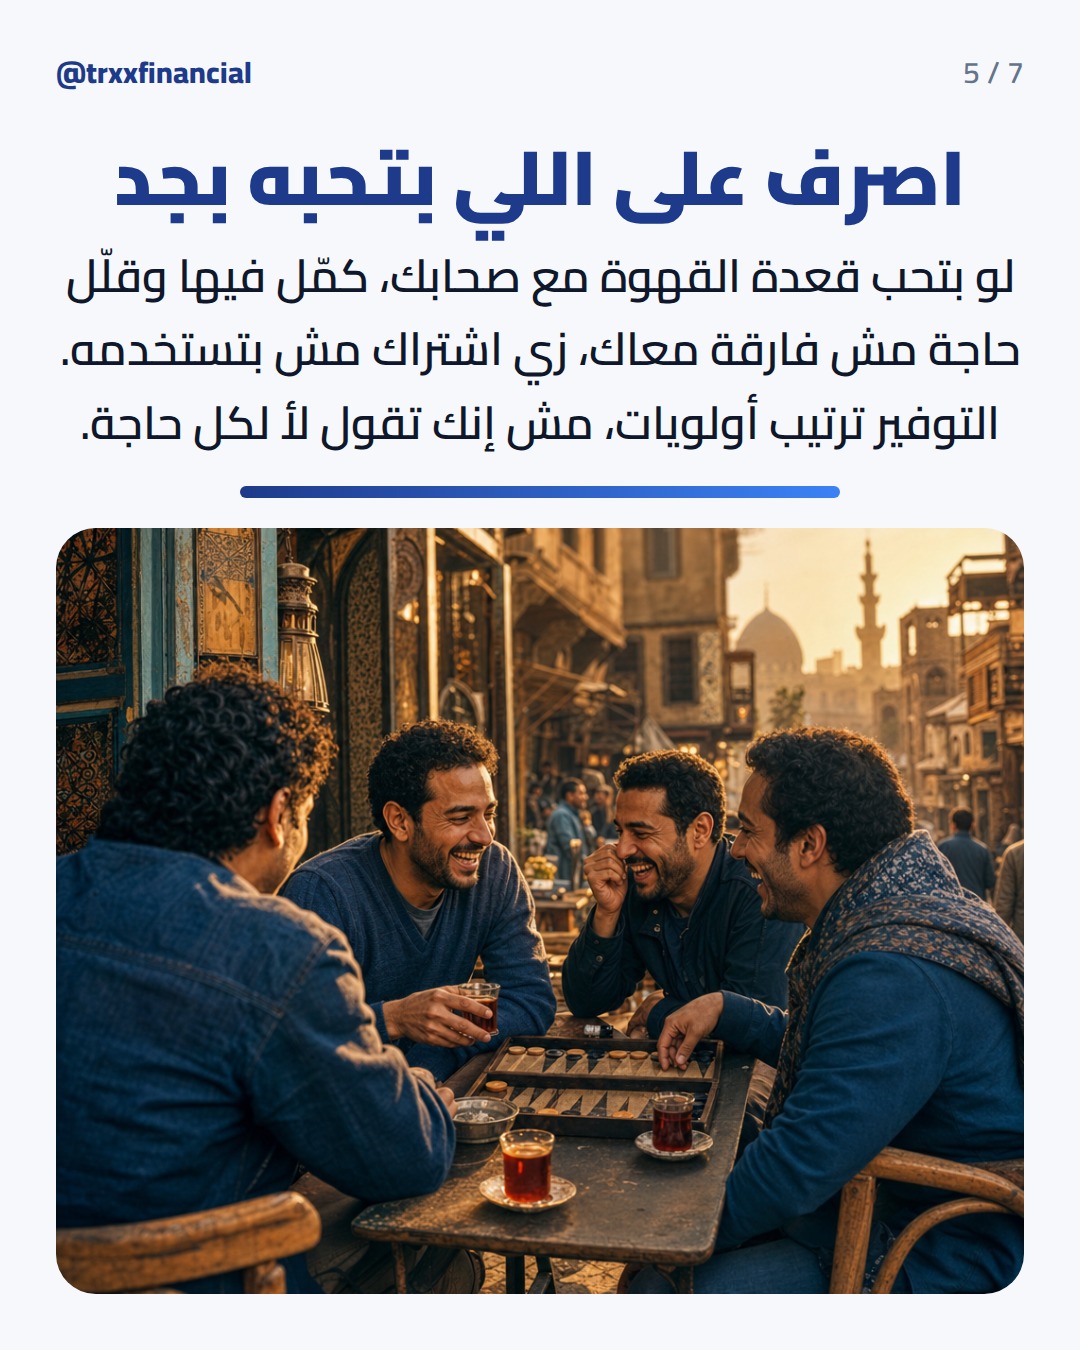 @trxxfinancial
5 / 7
اصرف على اللي بتحبه بجد
لو بتحب قعدة القهوة مع صحابك، كمّل فيها وقلّل
حاجة مش فارقة معاك، زي اشتراك مش بتستخدمه.
التوفير ترتيب أولويات، مش إنك تقول لأ لكل حاجة.